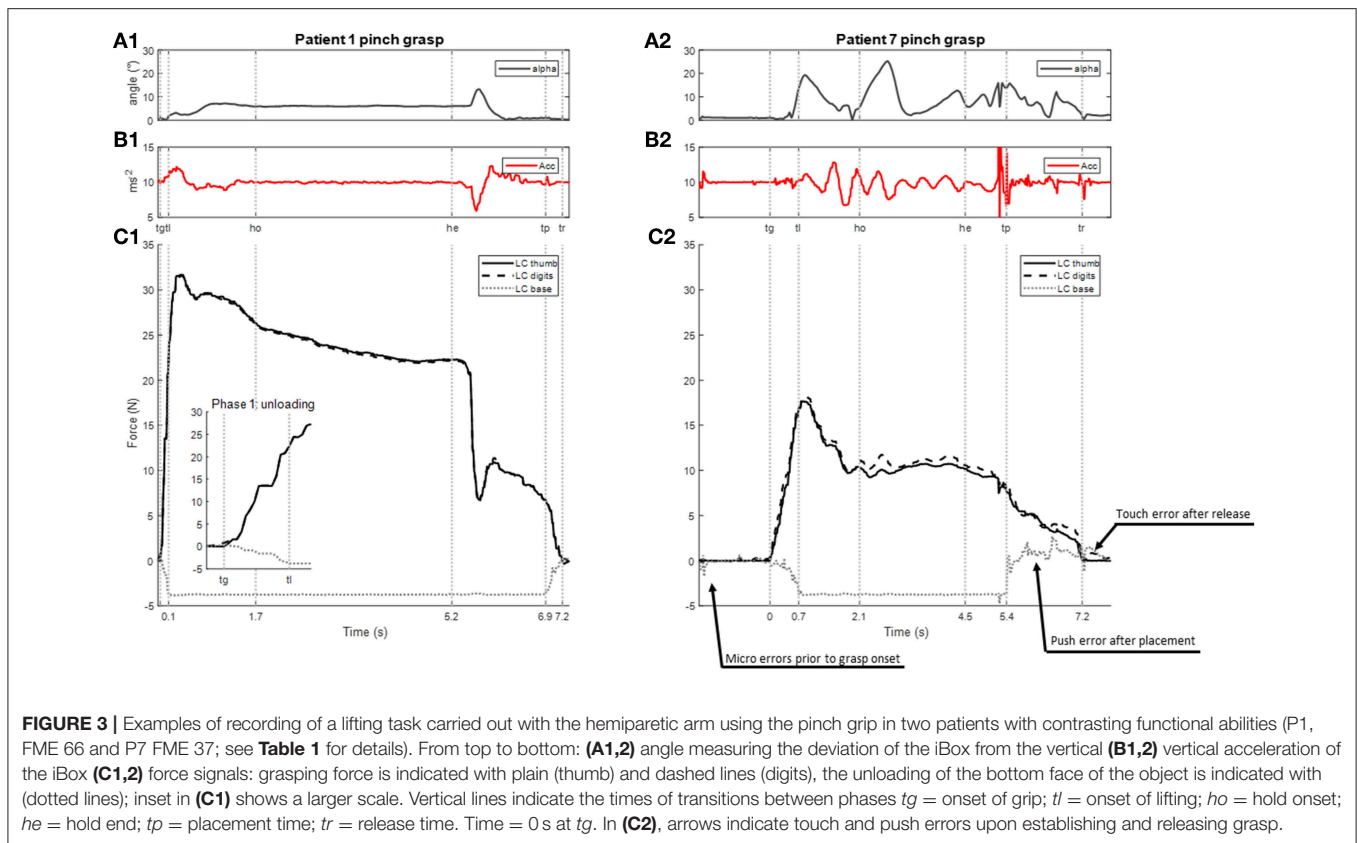 A1
Patient 1 pinch grasp
30
20
10
0
angle (°)
alpha
B1
15
10
5
ms²
Acc
tgtl ho he tp tr
C1
35
30
25
20
15
10
5
0
-5
Force (N)
LC thumb
LC digits
LC base
Phase 1: unloading
30
25
20
15
10
5
0
-5
tg tl
0.1 1.7 5.2 6.9 7.2
Time (s)
A2
Patient 7 pinch grasp
30
20
10
0
alpha
B2
15
10
5
Acc
tg tl ho he tp tr
C2
35
30
25
20
15
10
5
0
-5
LC thumb
LC digits
LC base
Touch error after release
0 0.7 2.1 4.5 5.4 7.2
Time (s)
Push error after placement
Micro errors prior to grasp onset
FIGURE 3 | Examples of recording of a lifting task carried out with the hemiparetic arm using the pinch grip in two patients with contrasting functional abilities (P1,
FME 66 and P7 FME 37; see Table 1 for details). From top to bottom: (A1,2) angle measuring the deviation of the iBox from the vertical (B1,2) vertical acceleration of
the iBox (C1,2) force signals: grasping force is indicated with plain (thumb) and dashed lines (digits), the unloading of the bottom face of the object is indicated with
(dotted lines); inset in (C1) shows a larger scale. Vertical lines indicate the times of transitions between phases tg = onset of grip; tl = onset of lifting; ho = hold onset;
he = hold end; tp = placement time; tr = release time. Time = 0 s at tg. In (C2), arrows indicate touch and push errors upon establishing and releasing grasp.